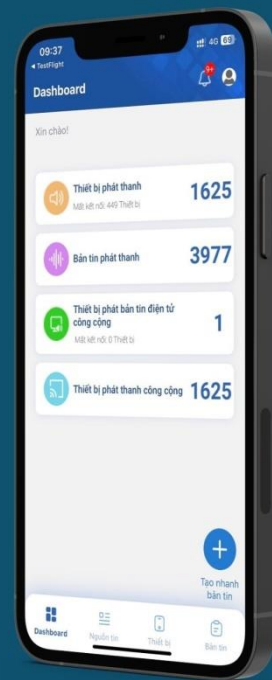 09:37
4G 69
◄ TestFlight
Dashboard
9+
Xin chào!
Thiết bị phát thanh
1625
Mất kết nối: 449 Thiết bị
Bản tin phát thanh
3977
Thiết bị phát bản tin điện tử
công cộng
1
Mất kết nối: 0 Thiết bị
Thiết bị phát thanh công cộng
1625
Tạo nhanh
bản tin
Dashboard
Nguồn tin
Thiết bị
Bản tin